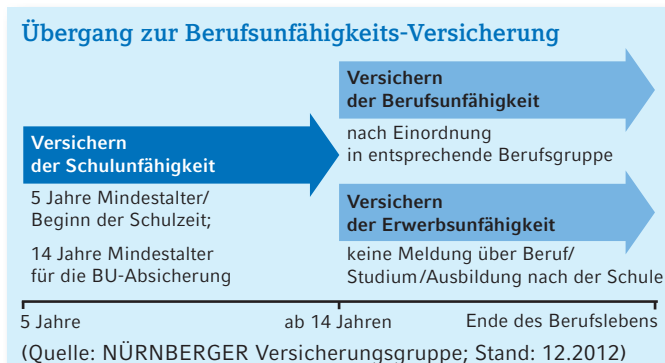 Übergang zur Berufsunfähigkeits-Versicherung
Versichern
der Berufsunfähigkeit
nach Einordnung
in entsprechende Berufsgruppe
Versichern
der Schulunfähigkeit
5 Jahre Mindestalter/
Beginn der Schulzeit;
14 Jahre Mindestalter
für die BU-Absicherung
Versichern
der Erwerbsunfähigkeit
keine Meldung über Beruf/
Studium/Ausbildung nach der Schule
5 Jahre ab 14 Jahren Ende des Berufslebens
(Quelle: NÜRNBERGER Versicherungsgruppe; Stand: 12.2012)